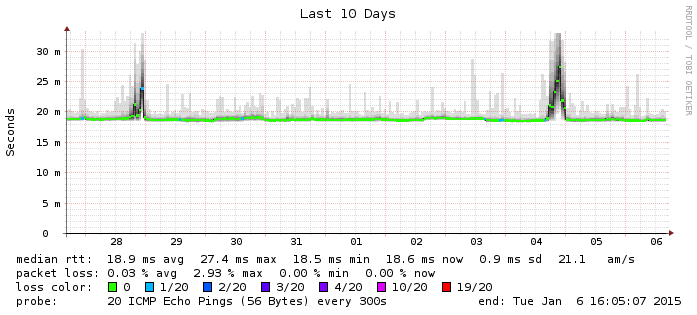 Last 10 Days
RRDTOOL / TOBI OETIKER
Seconds
30 m
25 m
20 m
15 m
10 m
5 m
0
28 29 30 31 01 02 03 04 05 06
median rtt: 18.9 ms avg 27.4 ms max 18.5 ms min 18.6 ms now 0.9 ms sd 21.1 am/s
packet loss: 0.03 % avg 2.93 % max 0.00 % min 0.00 % now
loss color: 0 1/20 2/20 3/20 4/20 10/20 19/20
probe: 20 ICMP Echo Pings (56 Bytes) every 300s end: Tue Jan 6 16:05:07 2015